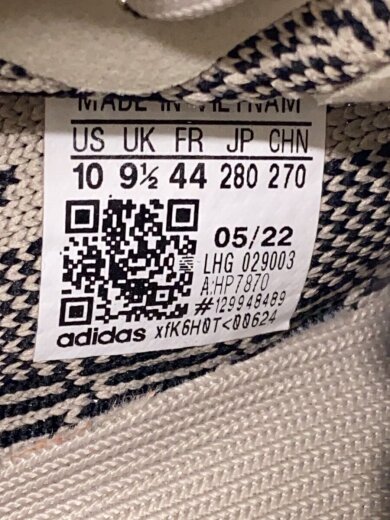 MADE IN VIETNAM
US UK FR JP CHN
10 9½ 44 280 270
05/22
LHG 029003
A:HP7870
#129948489
adidas xfK6H0T<00624